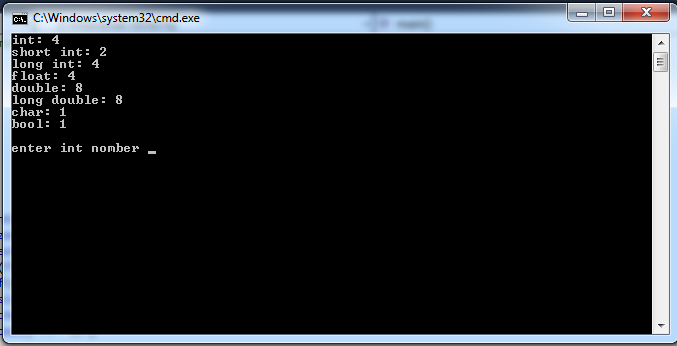 C:\Windows\system32\cmd.exe
int: 4
short int: 2
long int: 4
float: 4
double: 8
long double: 8
char: 1
bool: 1
enter int nomber _